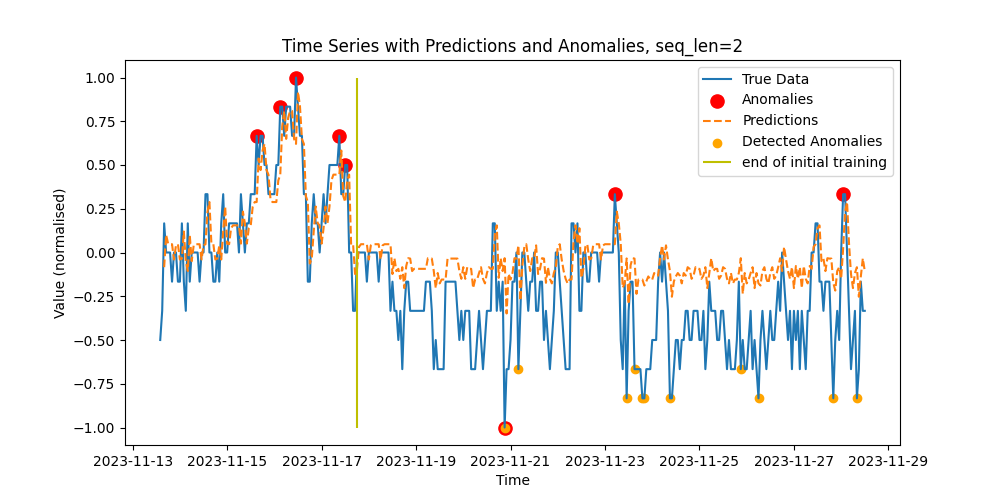 Time Series with Predictions and Anomalies, seq_len=2
1.00
0.75
0.50
0.25
0.00
−0.25
−0.50
−0.75
−1.00
Value (normalised)
True Data
Anomalies
Predictions
Detected Anomalies
end of initial training
2023-11-13
2023-11-15
2023-11-17
2023-11-19
2023-11-21
2023-11-23
2023-11-25
2023-11-27
2023-11-29
Time